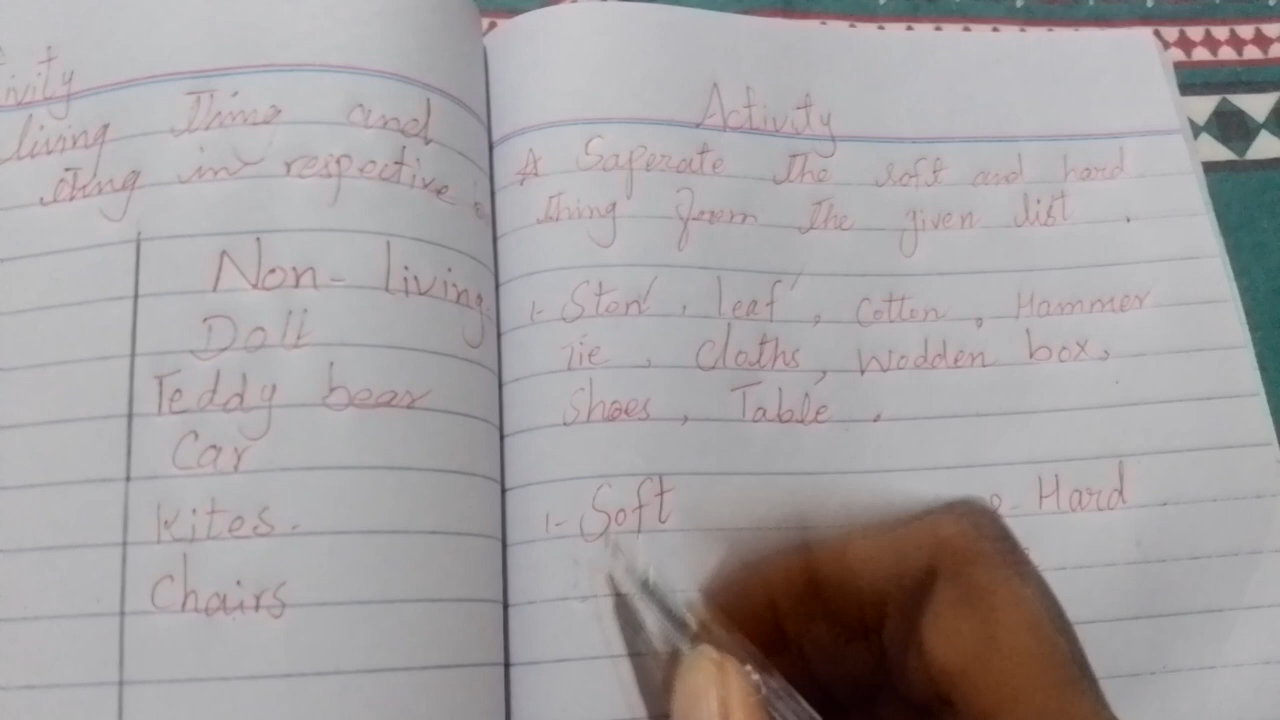 ivity
living Thing and
thing in respective
Non-living
Doll
Teddy bear
Car
Kites.
Chairs
Activity
Saperate The soft and hard
Thing from The given list .
1- Ston , leaf , Cotton , Hammer
Tie , Cloths, Wodden box,
Shoes , Table .
1- Soft
2- Hard